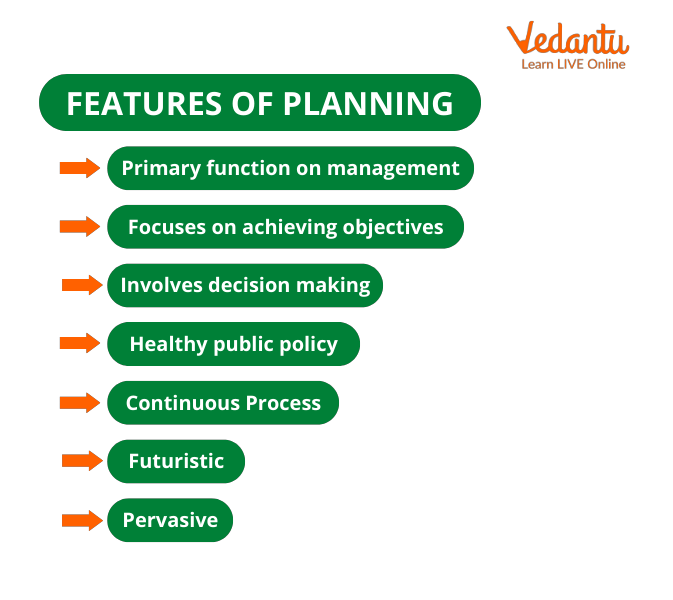 Vedantu
Learn LIVE Online
FEATURES OF PLANNING
Primary function on management
Focuses on achieving objectives
Involves decision making
Healthy public policy
Continuous Process
Futuristic
Pervasive